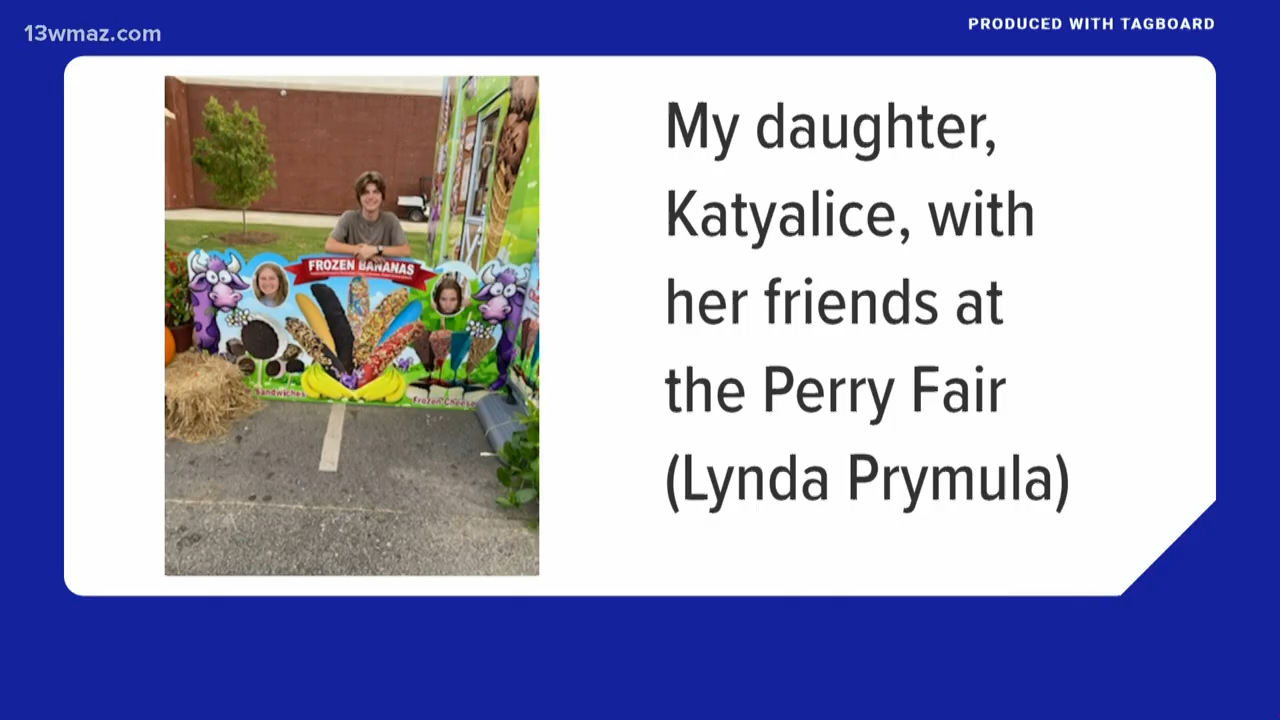 13wmaz.com
PRODUCED WITH TAGBOARD
My daughter,
Katyalice, with
her friends at
the Perry Fair
(Lynda Prymula)
FROZEN BANANAS
Sandwiches
Frozen Cheese